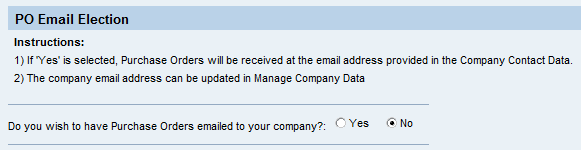 PO Email Election
Instructions:
1) If 'Yes' is selected, Purchase Orders will be received at the email address provided in the Company Contact Data.
2) The company email address can be updated in Manage Company Data
Do you wish to have Purchase Orders emailed to your company?: Yes No